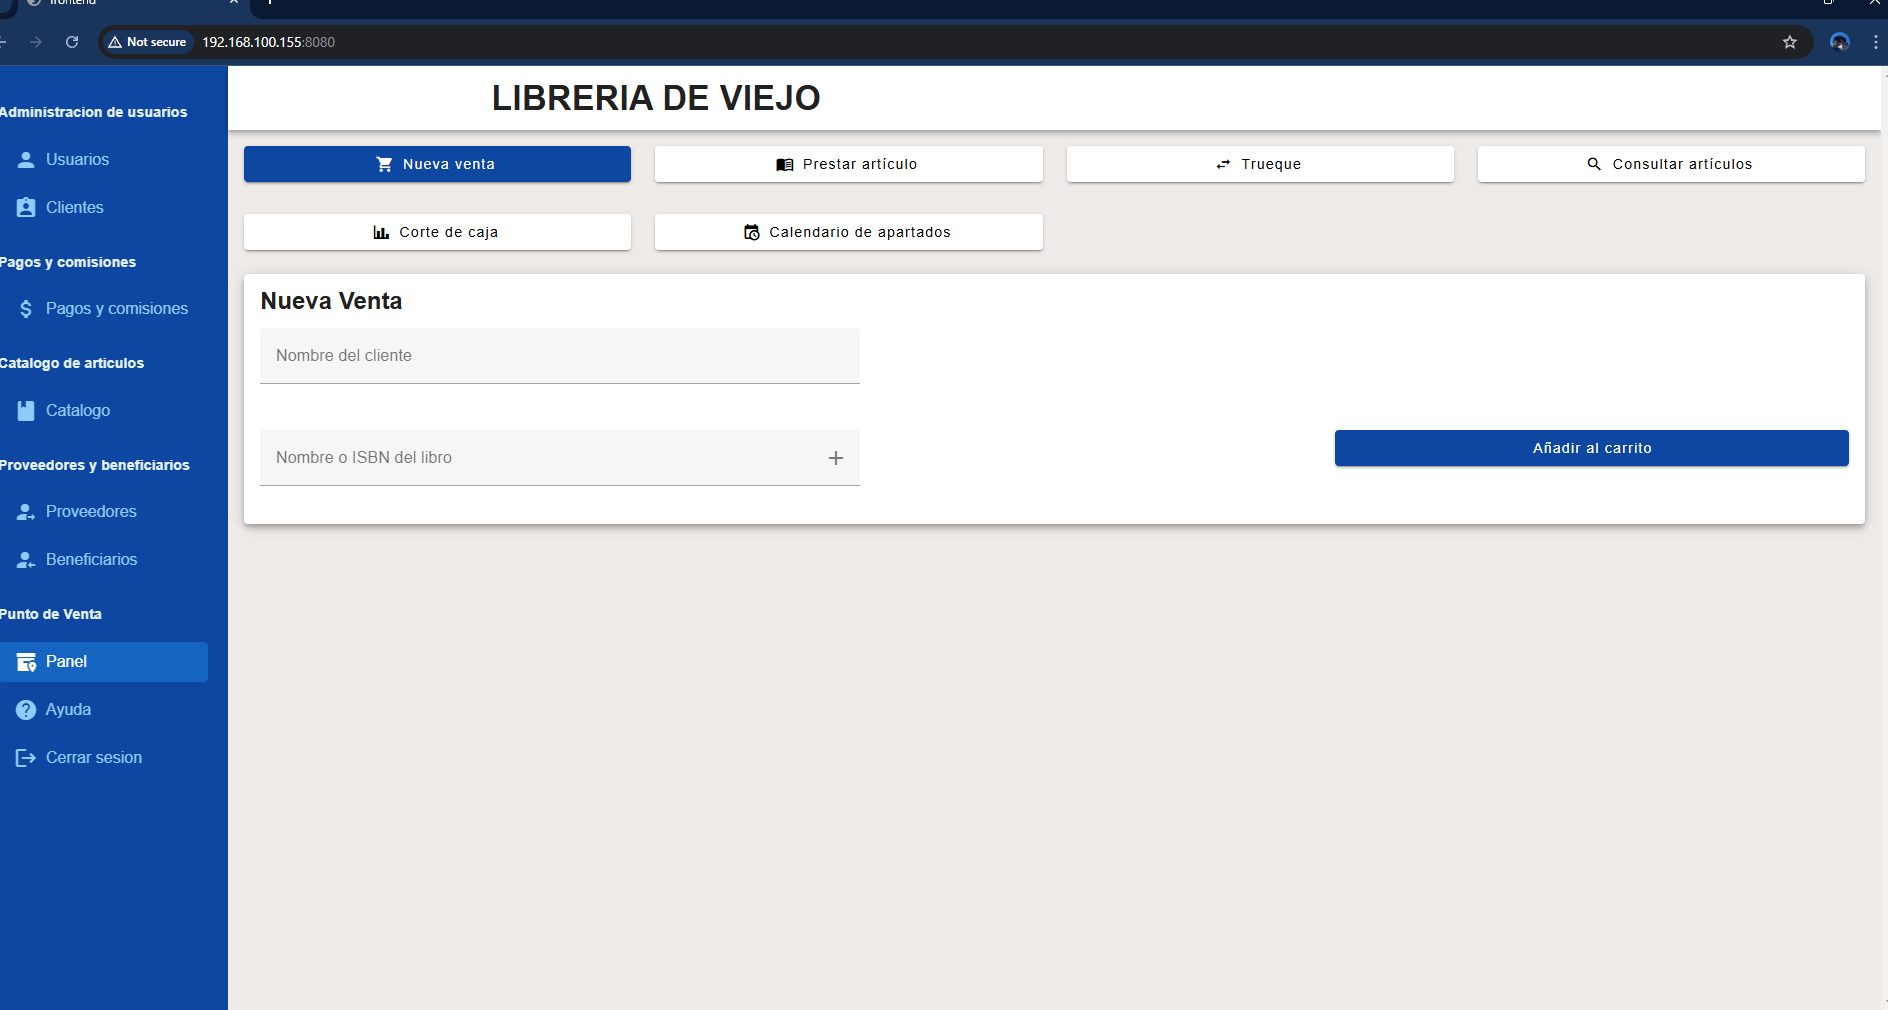 frontend
Not secure 192.168.100.155:8080
Administracion de usuarios
Usuarios
Clientes
Pagos y comisiones
Pagos y comisiones
Catalogo de articulos
Catalogo
Proveedores y beneficiarios
Proveedores
Beneficiarios
Punto de Venta
Panel
Ayuda
Cerrar sesion
LIBRERIA DE VIEJO
Nueva venta
Prestar artículo
Trueque
Consultar artículos
Corte de caja
Calendario de apartados
Nueva Venta
Nombre del cliente
Nombre o ISBN del libro
Añadir al carrito